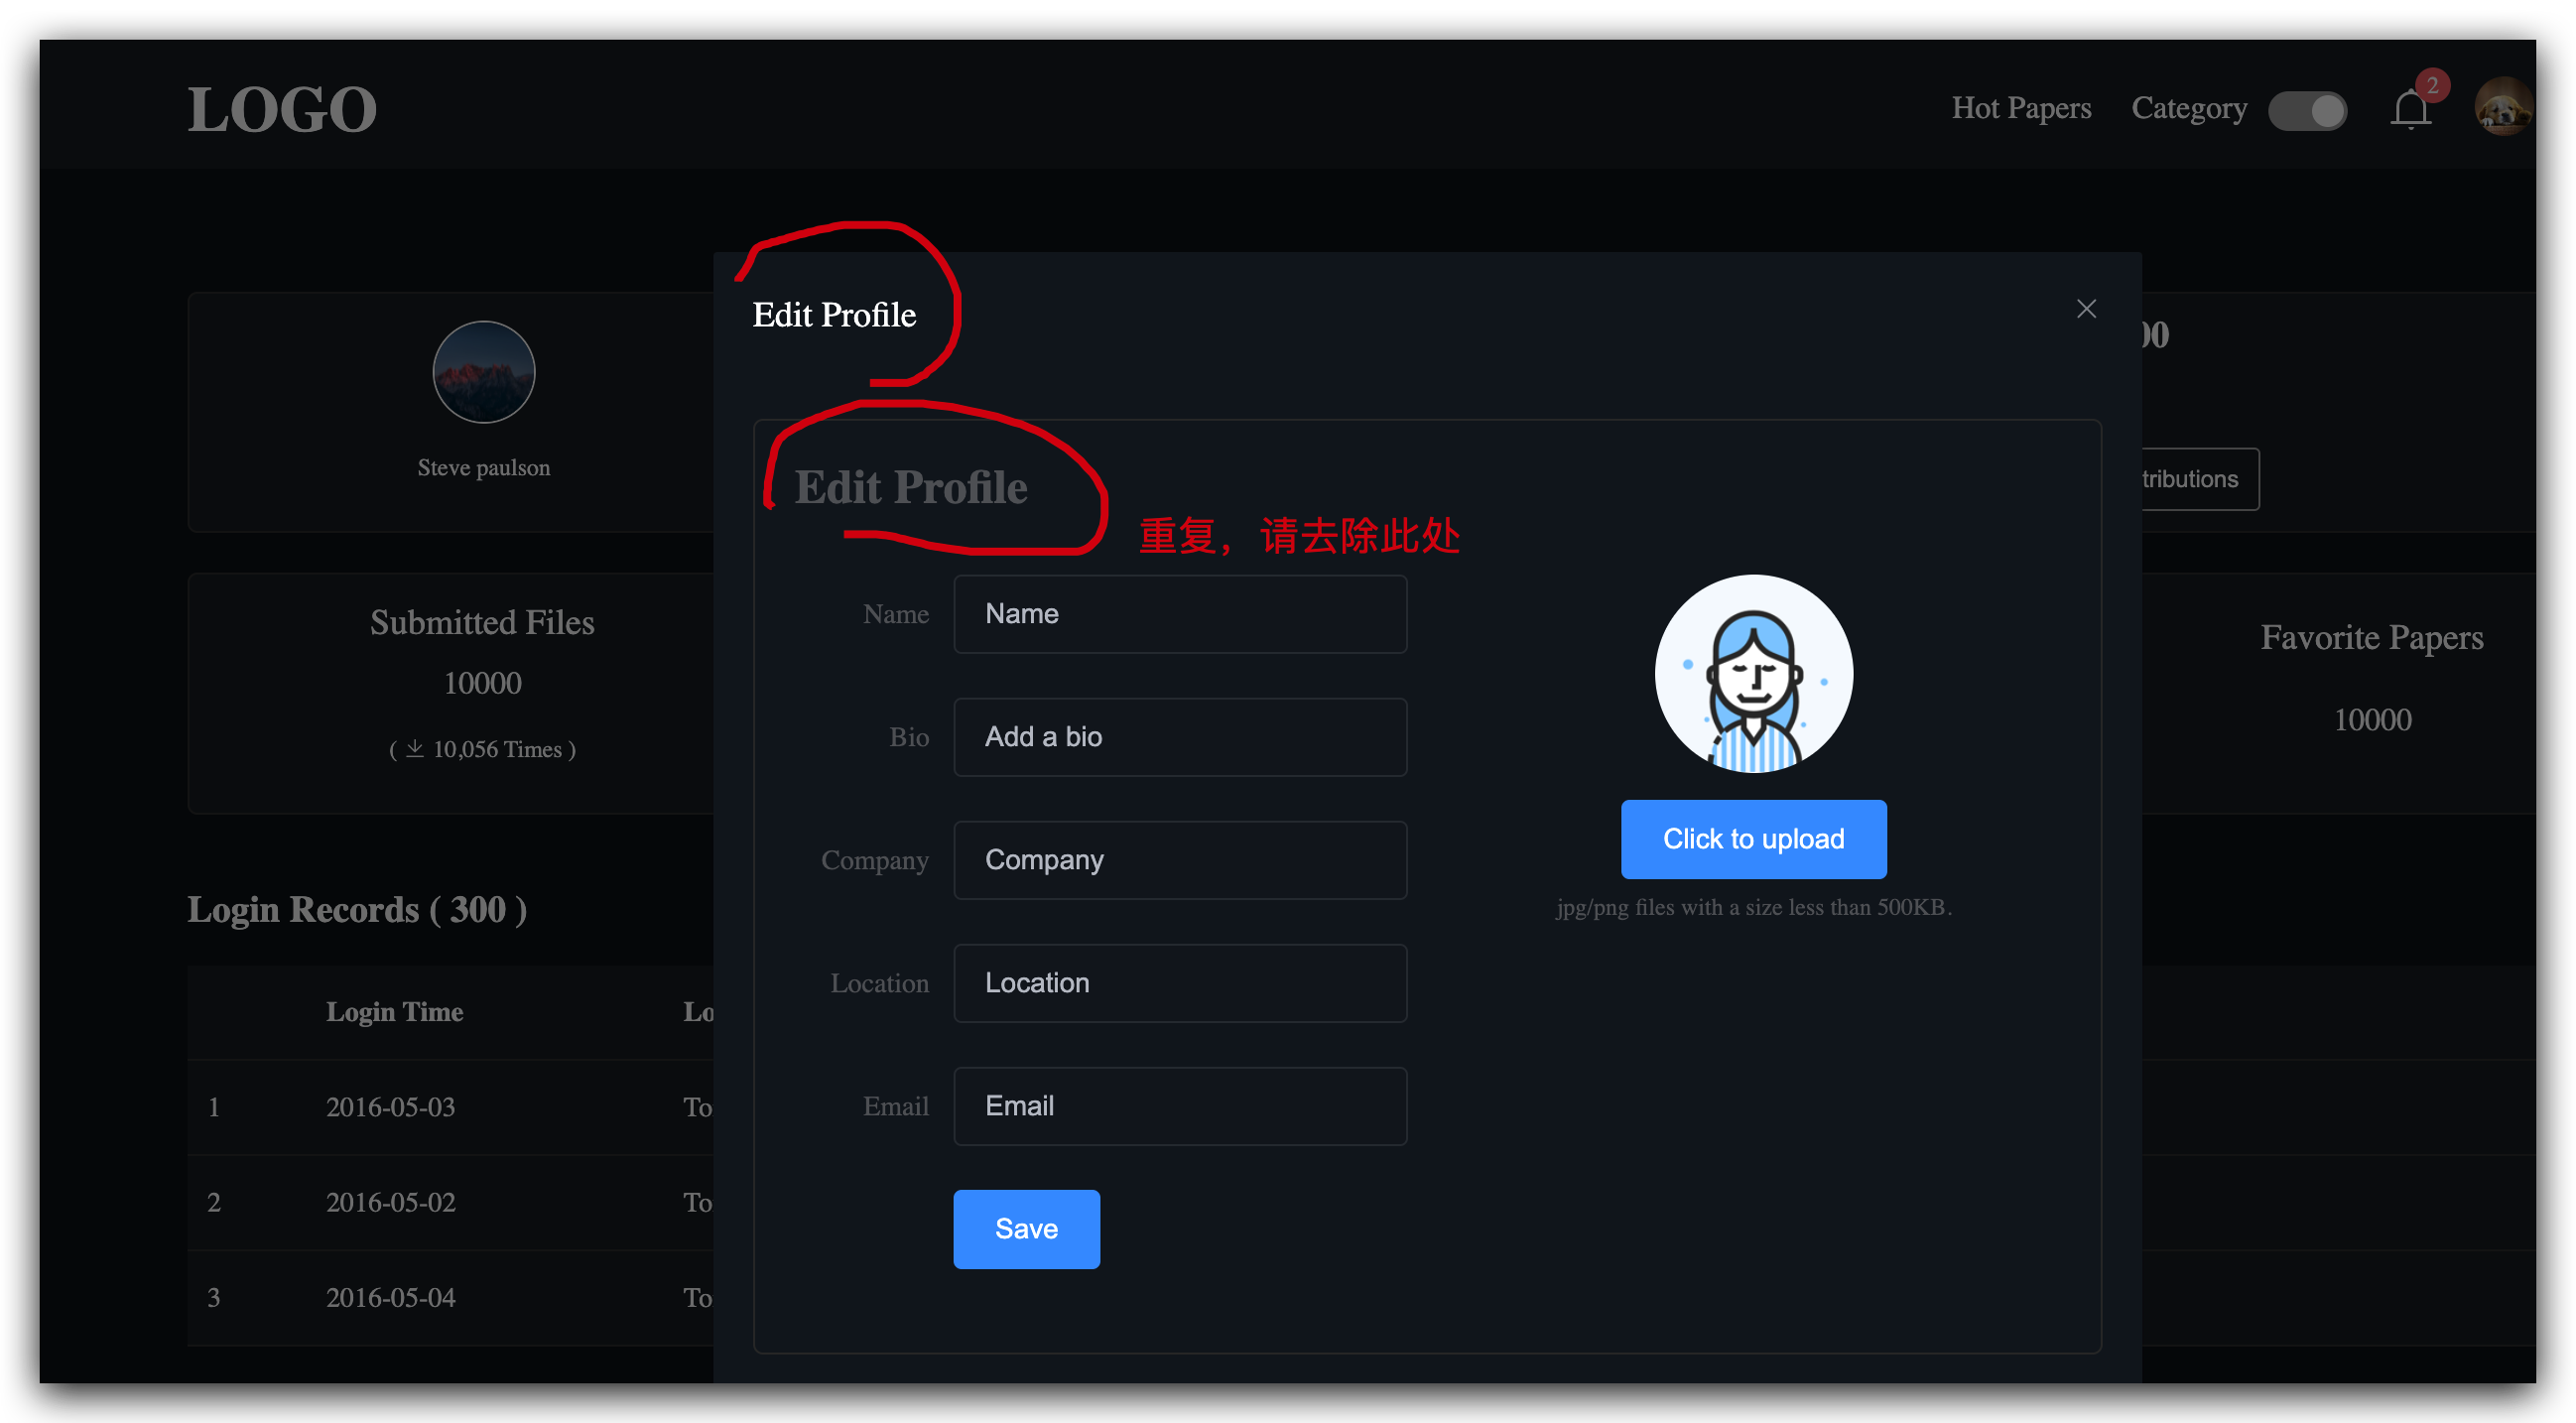 LOGO
Hot Papers
Category
2
Edit Profile
00
Steve paulson
tributions
Edit Profile
重复，请去除此处
Submitted Files
10000
( 10,056 Times )
Name
Name
Bio
Add a bio
Company
Company
Location
Location
Email
Email
Save
Click to upload
jpg/png files with a size less than 500KB.
Favorite Papers
10000
Login Records ( 300 )
Login Time
Lo
1
2016-05-03
To
2
2016-05-02
To
3
2016-05-04
To